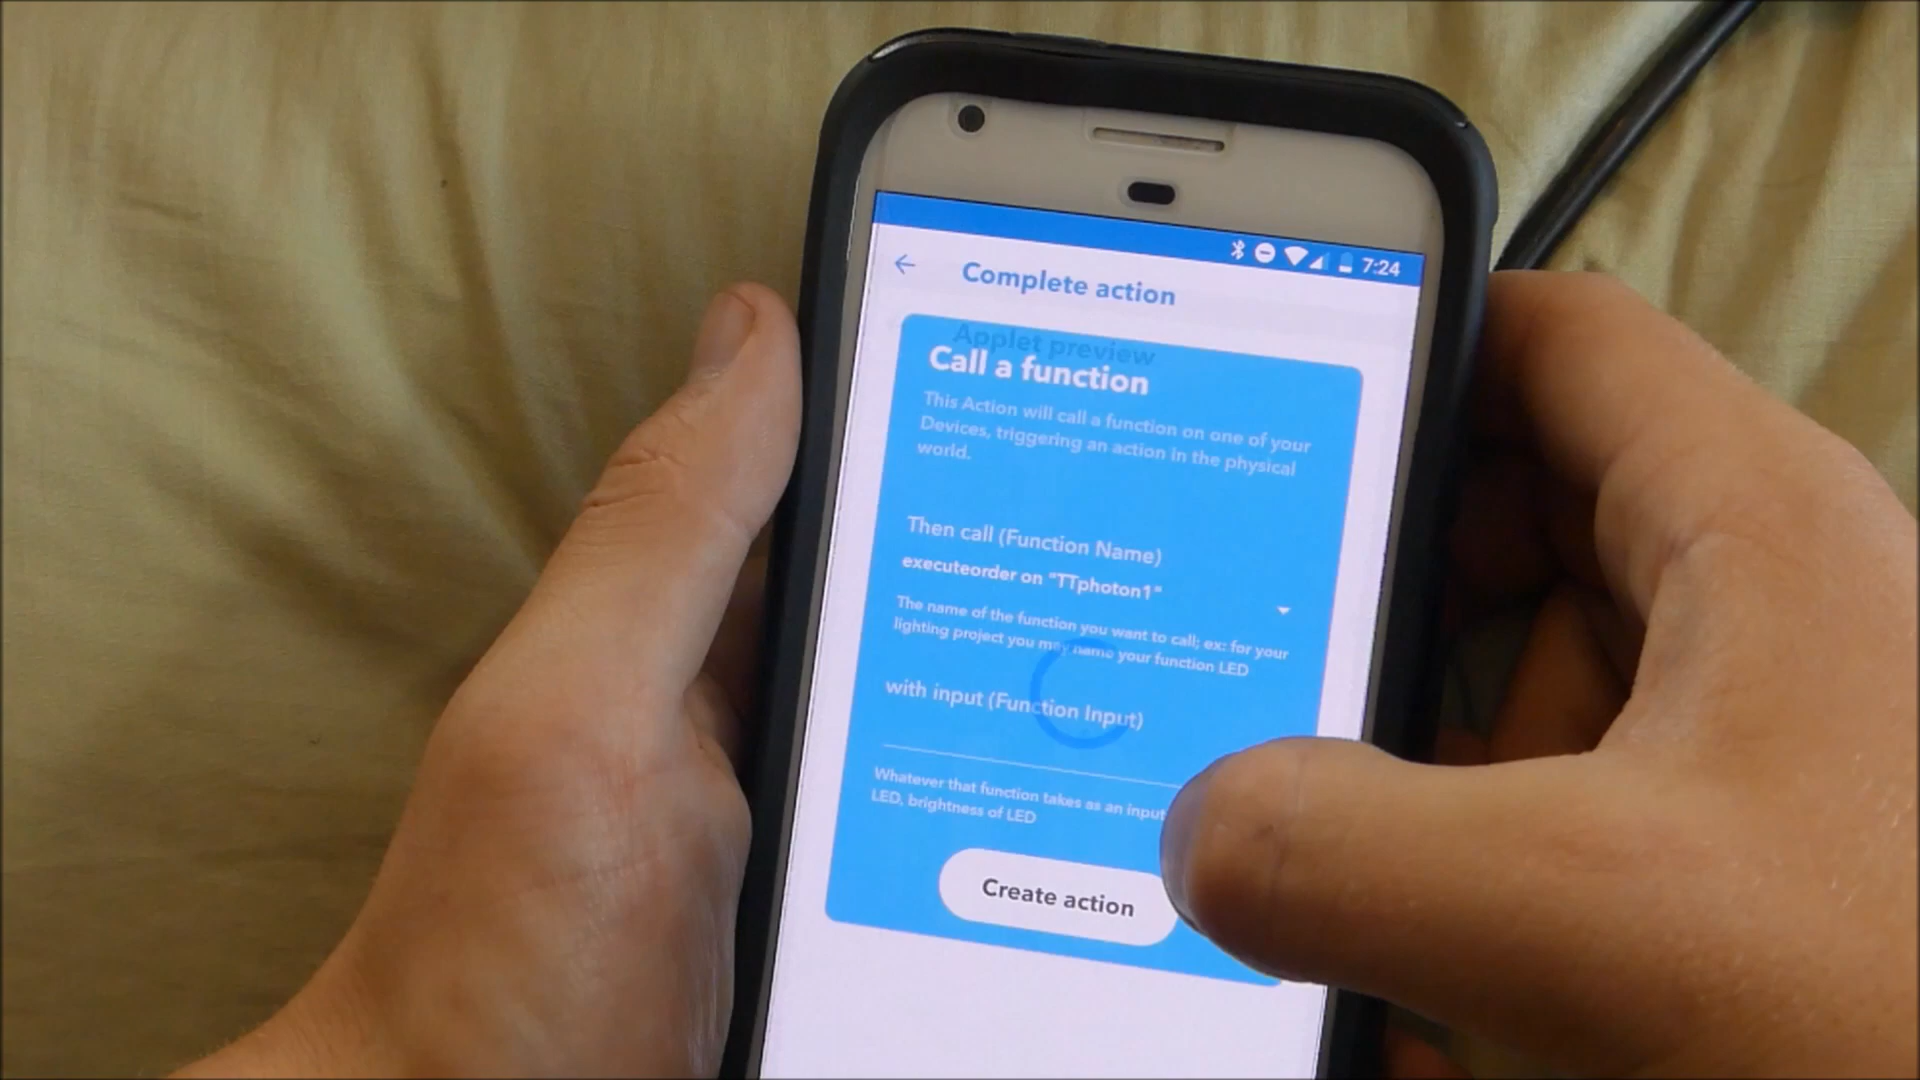 7:24
Complete action
Applet preview
Call a function
This Action will call a function on one of your
Devices, triggering an action in the physical
world.
Then call (Function Name)
executeorder on "TTphoton1"
The name of the function you want to call; ex: for your
lighting project you may name your function LED
with input (Function Input)
Whatever that function takes as an input
LED, brightness of LED
Create action